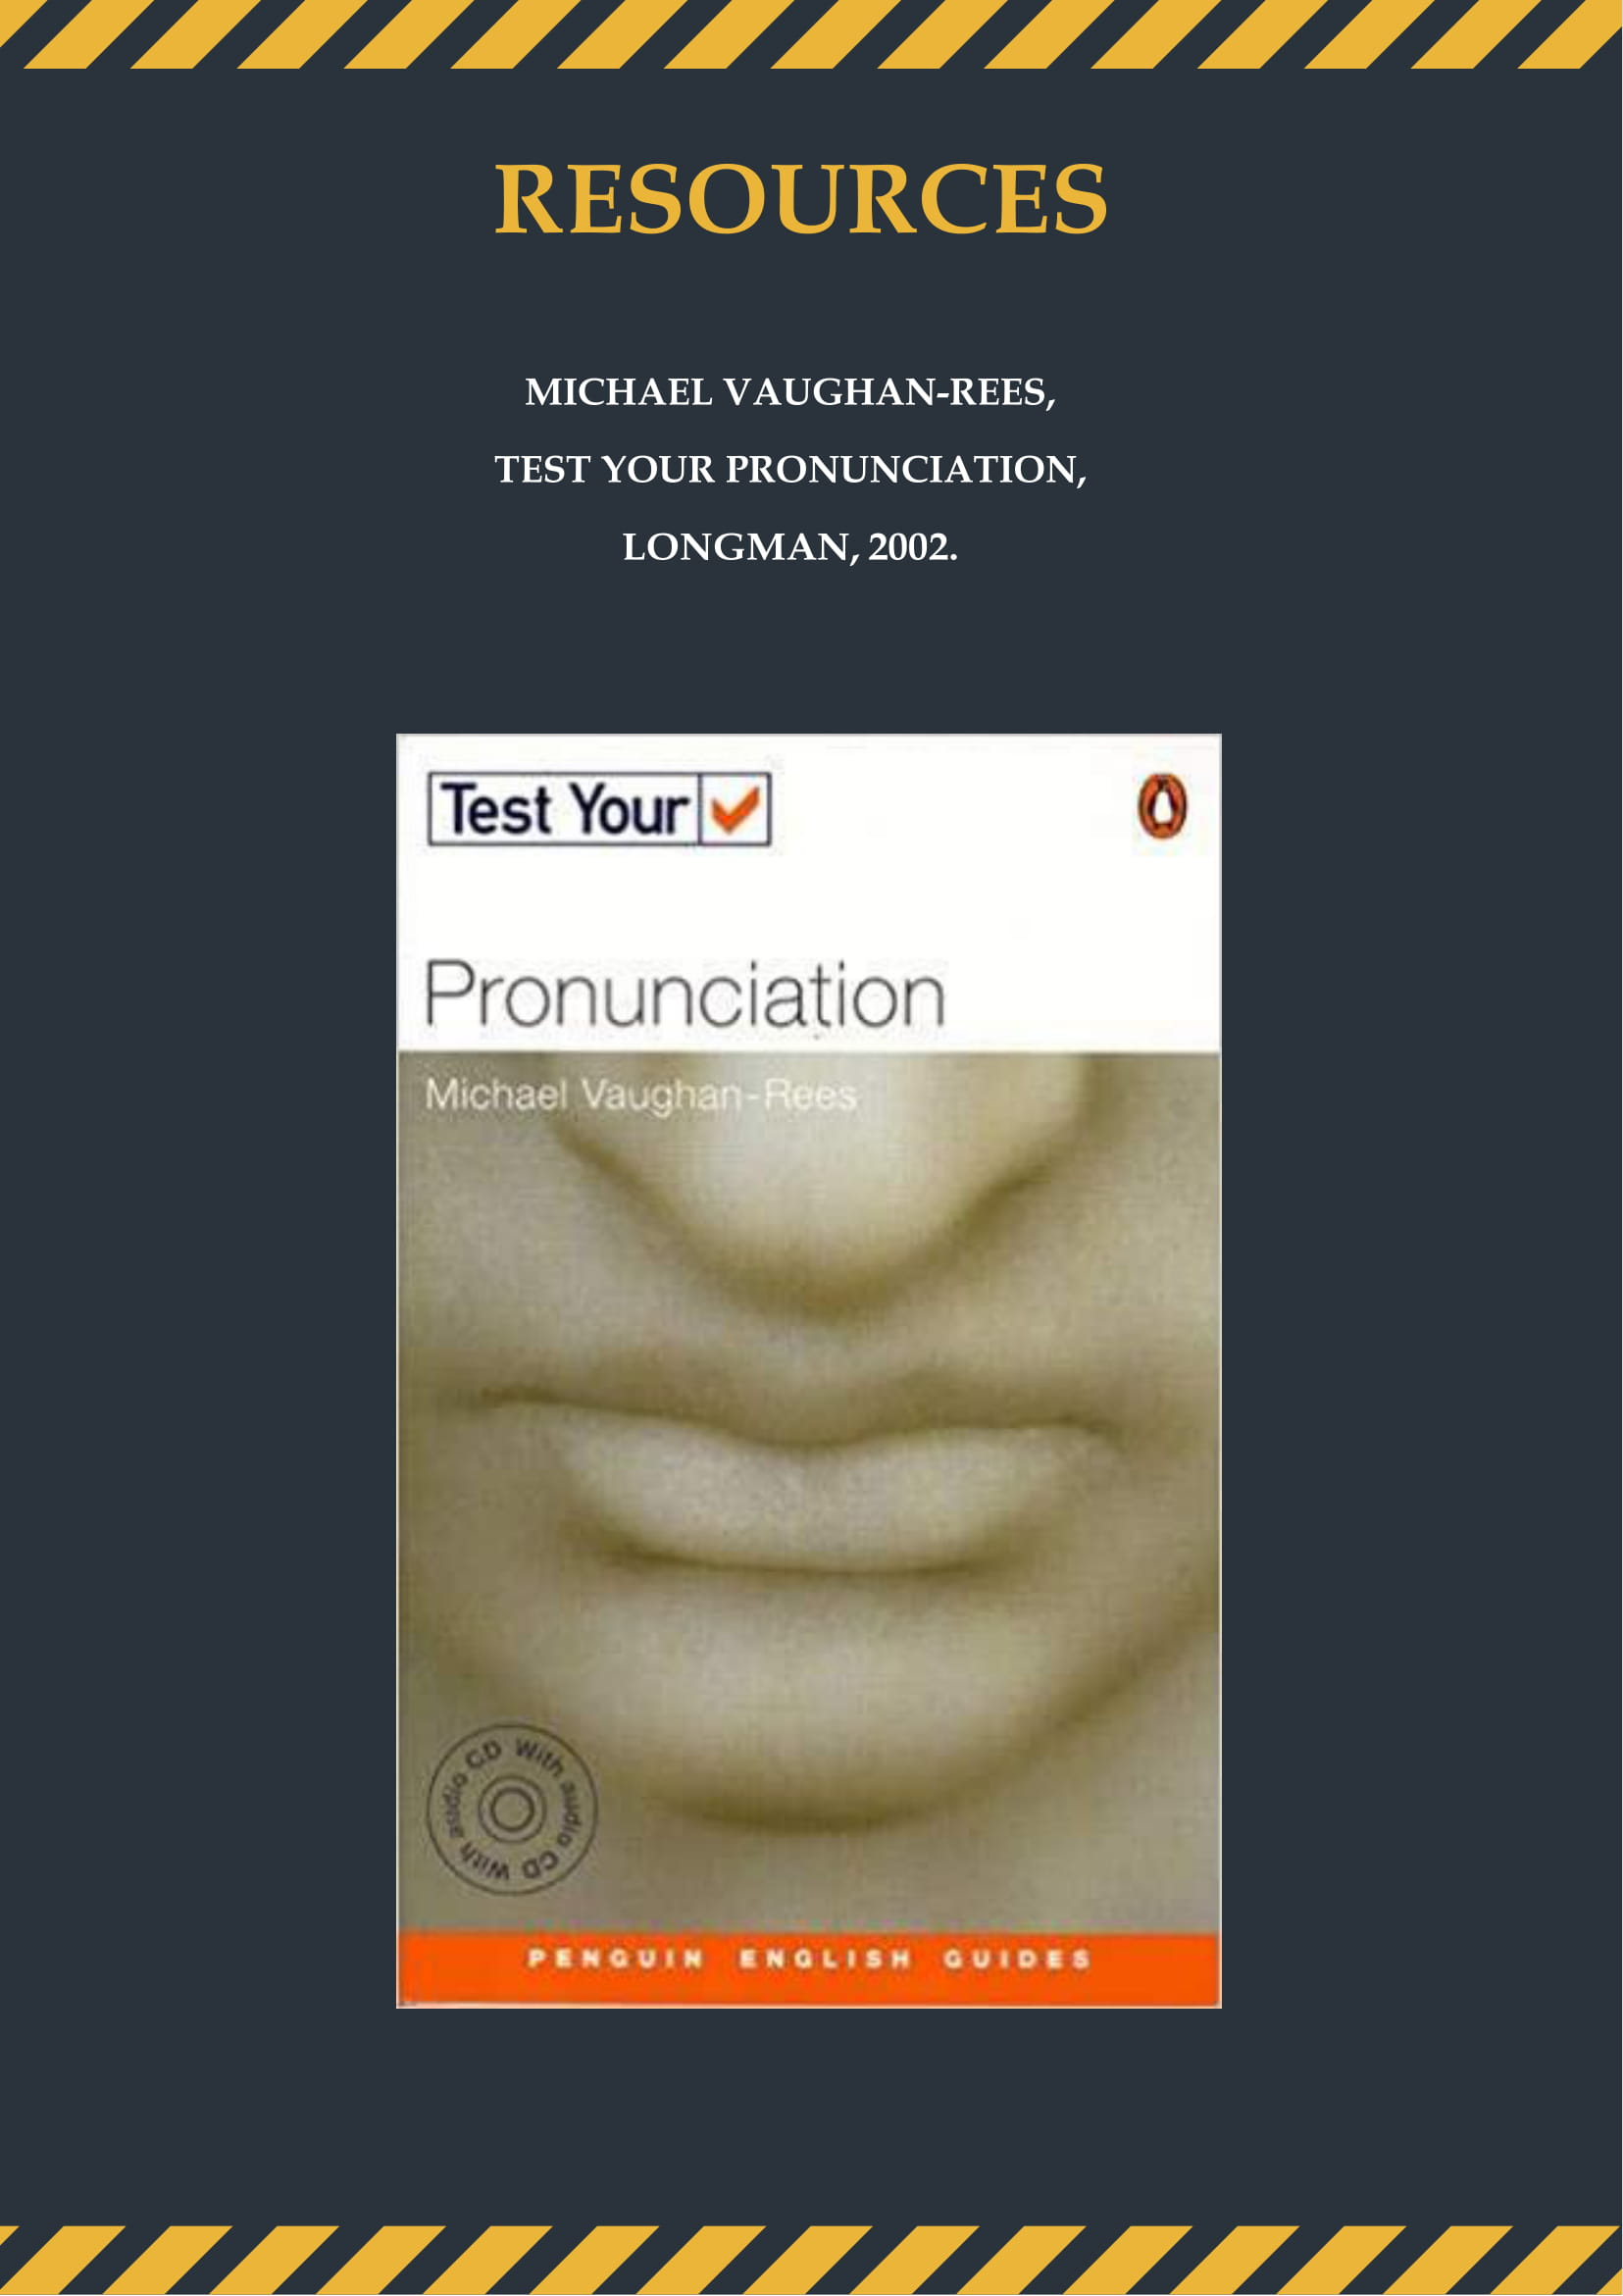 RESOURCES
MICHAEL VAUGHAN-REES,
TEST YOUR PRONUNCIATION,
LONGMAN, 2002.
Test Your
Pronunciation
Michael Vaughan-Rees
With audio CD With audio CD
PENGUIN ENGLISH GUIDES